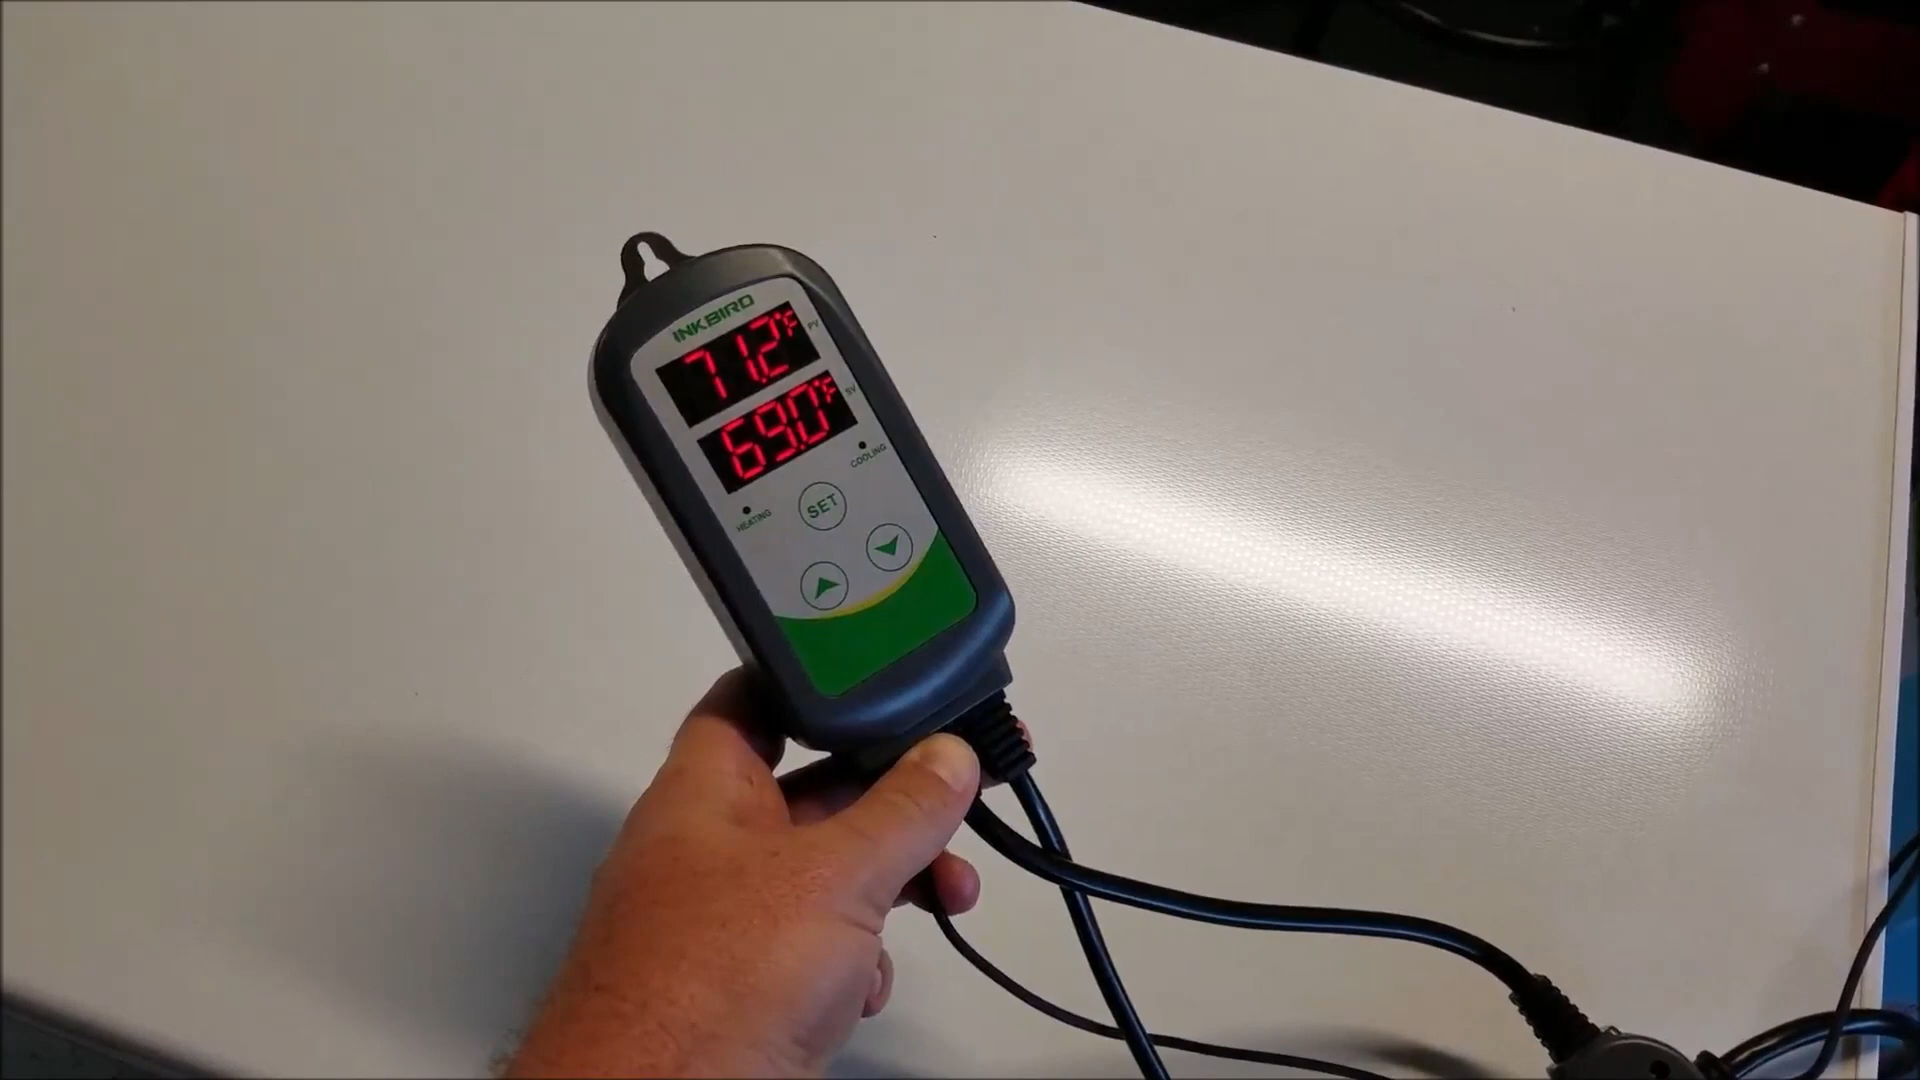 INKBIRD
71.2°F PV
69.0°F SV
COOLING
HEATING
SET